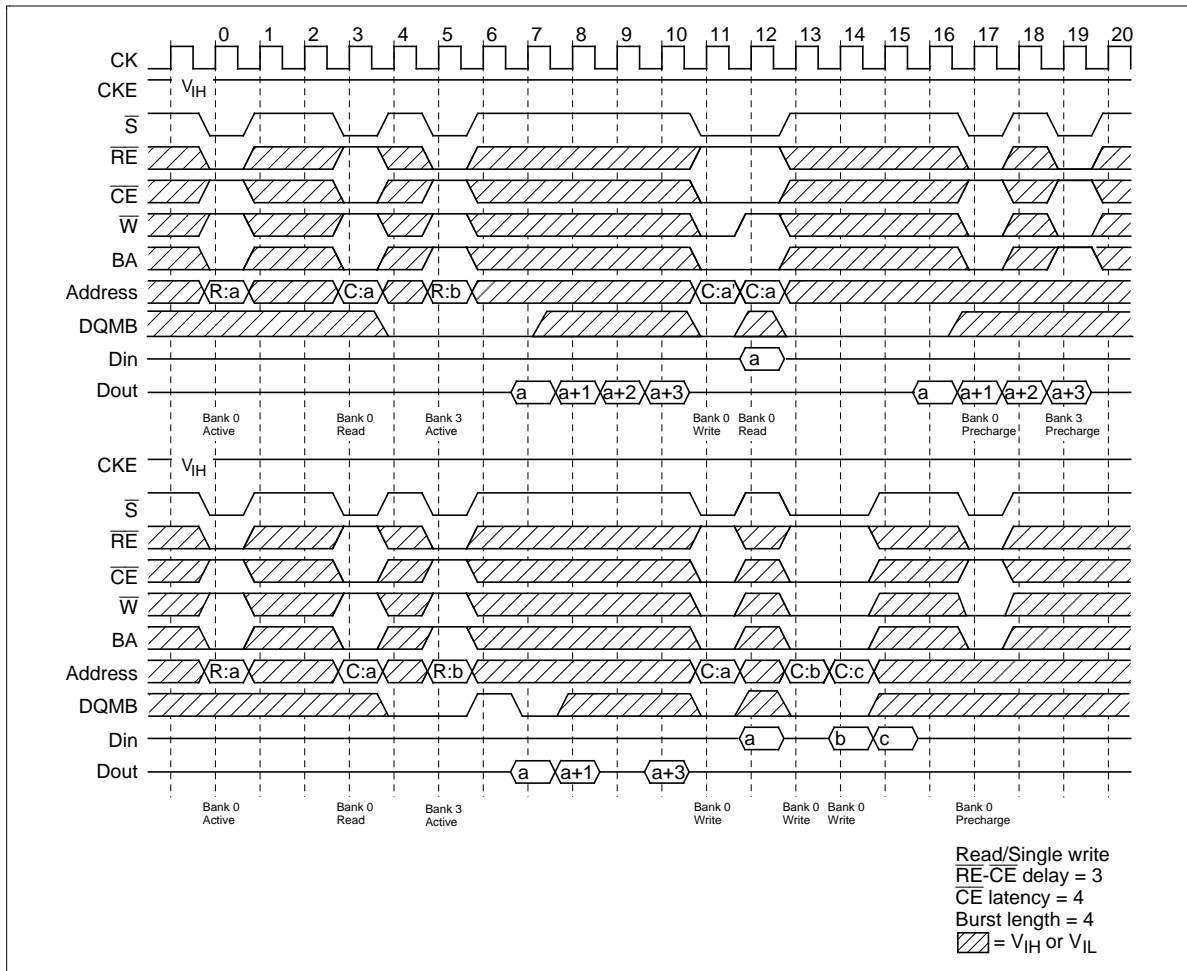 0 1 2 3 4 5 6 7 8 9 10 11 12 13 14 15 16 17 18 19 20
CK
CKE VIH
S
RE
CE
W
BA
Address R:a C:a R:b C:a' C:a
DQMB
Din a
Dout a a+1 a+2 a+3 a a+1 a+2 a+3
Bank 0 Bank 0 Bank 3 Bank 0 Bank 0 Bank 0 Bank 3
Active Read Active Write Read Precharge Precharge
CKE VIH
S
RE
CE
W
BA
Address R:a C:a R:b C:a C:b C:c
DQMB
Din a b c
Dout a a+1 a+3
Bank 0 Bank 0 Bank 3 Bank 0 Bank 0 Bank 0 Bank 0
Active Read Active Write Write Write Precharge
Read/Single write
RE-CE delay = 3
CE latency = 4
Burst length = 4
= VIH or VIL